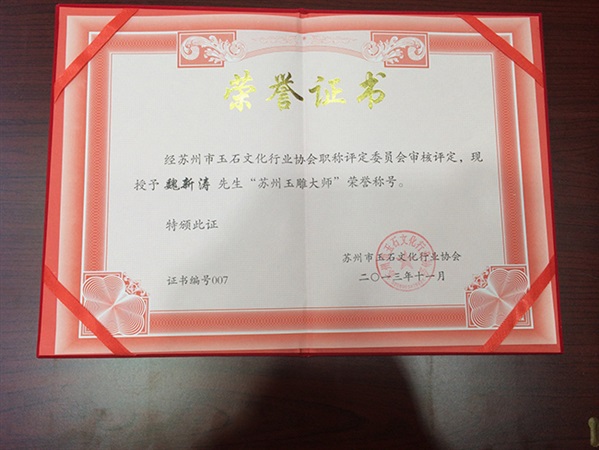 荣誉证书
经苏州市玉石文化行业协会职称评定委员会审核评定，现
授予 魏新涛 先生“苏州玉雕大师”荣誉称号。
特颁此证
苏州市玉石文化行业协会
证书编号007
二〇一三年十一月